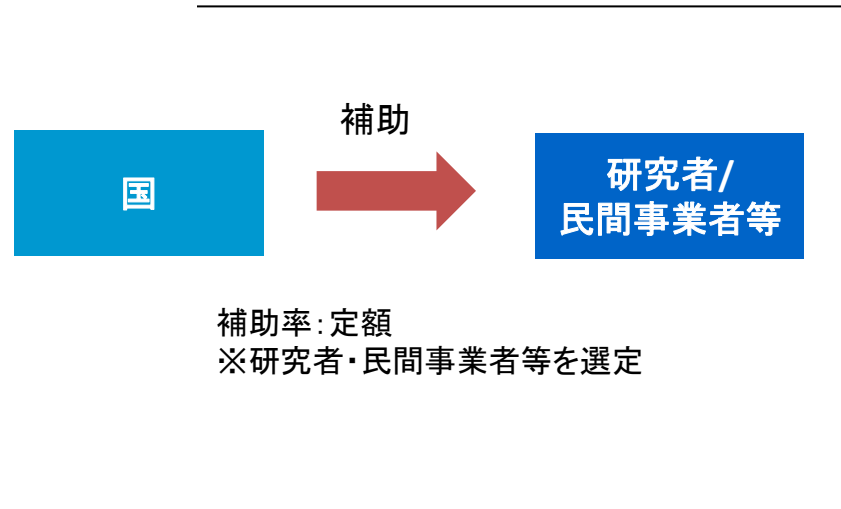 補助
国
研究者/
民間事業者等
補助率:定額
※研究者・民間事業者等を選定